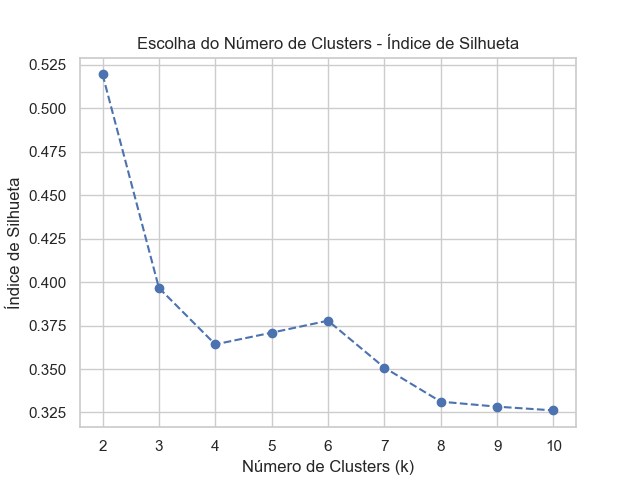 Escolha do Número de Clusters - Índice de Silhueta
Índice de Silhueta
0.525
0.500
0.475
0.450
0.425
0.400
0.375
0.350
0.325
2 3 4 5 6 7 8 9 10
Número de Clusters (k)